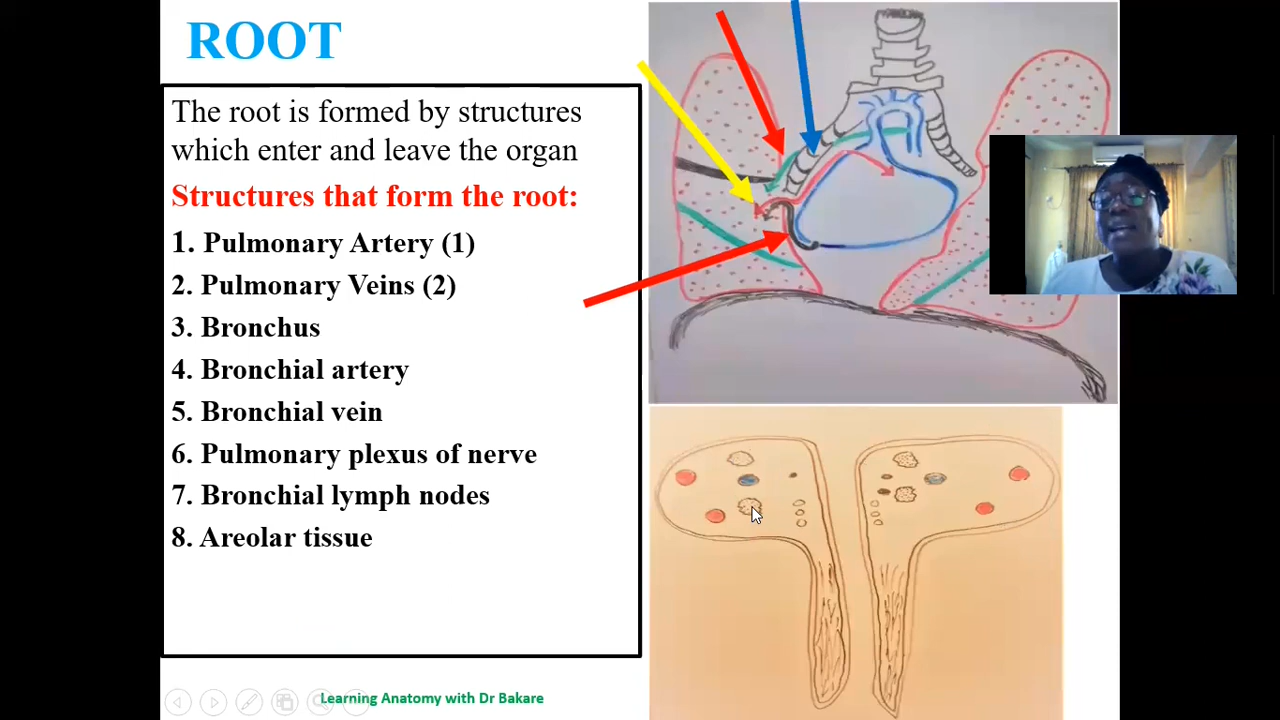 ROOT
The root is formed by structures
which enter and leave the organ
Structures that form the root:
1. Pulmonary Artery (1)
2. Pulmonary Veins (2)
3. Bronchus
4. Bronchial artery
5. Bronchial vein
6. Pulmonary plexus of nerve
7. Bronchial lymph nodes
8. Areolar tissue
Learning Anatomy with Dr Bakare